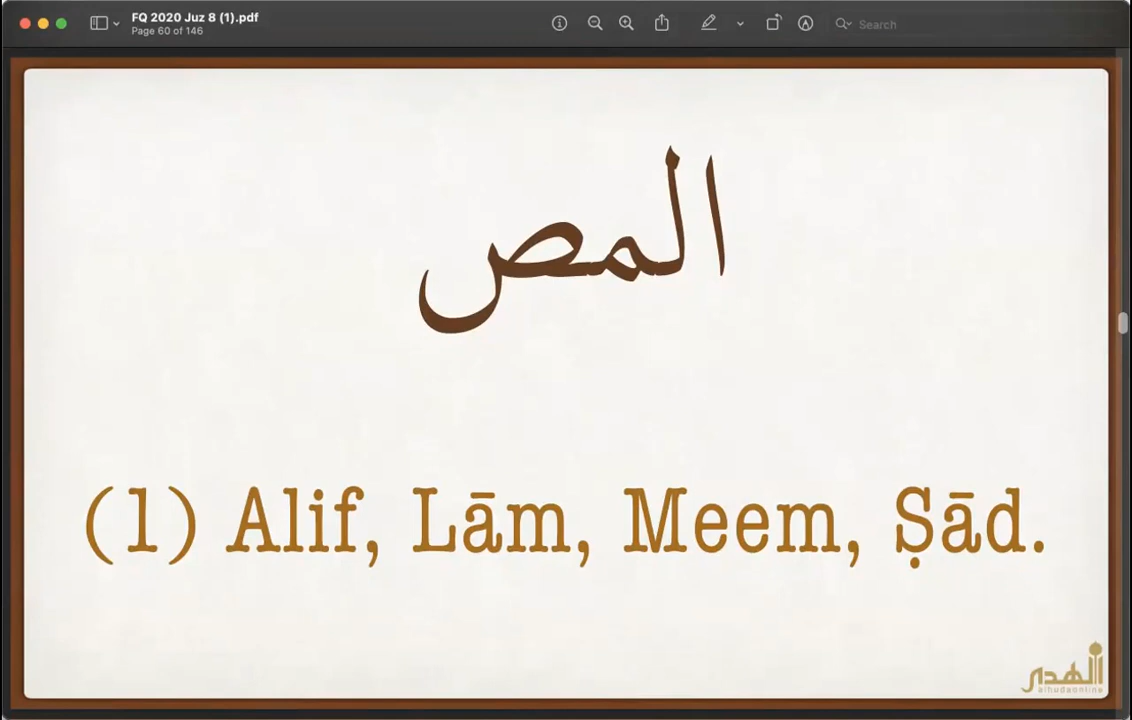 FQ 2020 Juz 8 (1).pdf
Page 60 of 146
Search
المص
(1) Alif, Lām, Meem, Ṣād.
الهدى
alhudaonline